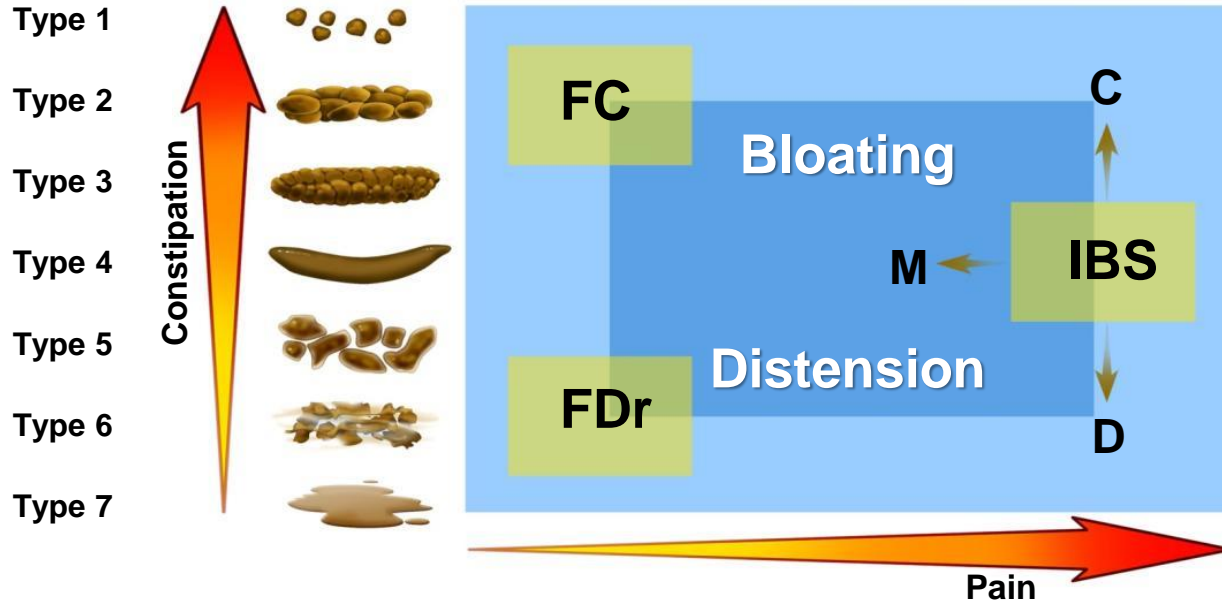 Type 1
Type 2
Type 3
Type 4
Type 5
Type 6
Type 7
Constipation
FC
Bloating
C
M
IBS
Distension
FDr
D
Pain